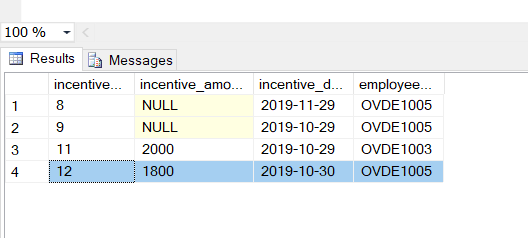 100 %
Results Messages
incentive... incentive_amo... incentive_d... employee...
1 8 NULL 2019-11-29 OVDE1005
2 9 NULL 2019-10-29 OVDE1005
3 11 2000 2019-10-29 OVDE1003
4 12 1800 2019-10-30 OVDE1005